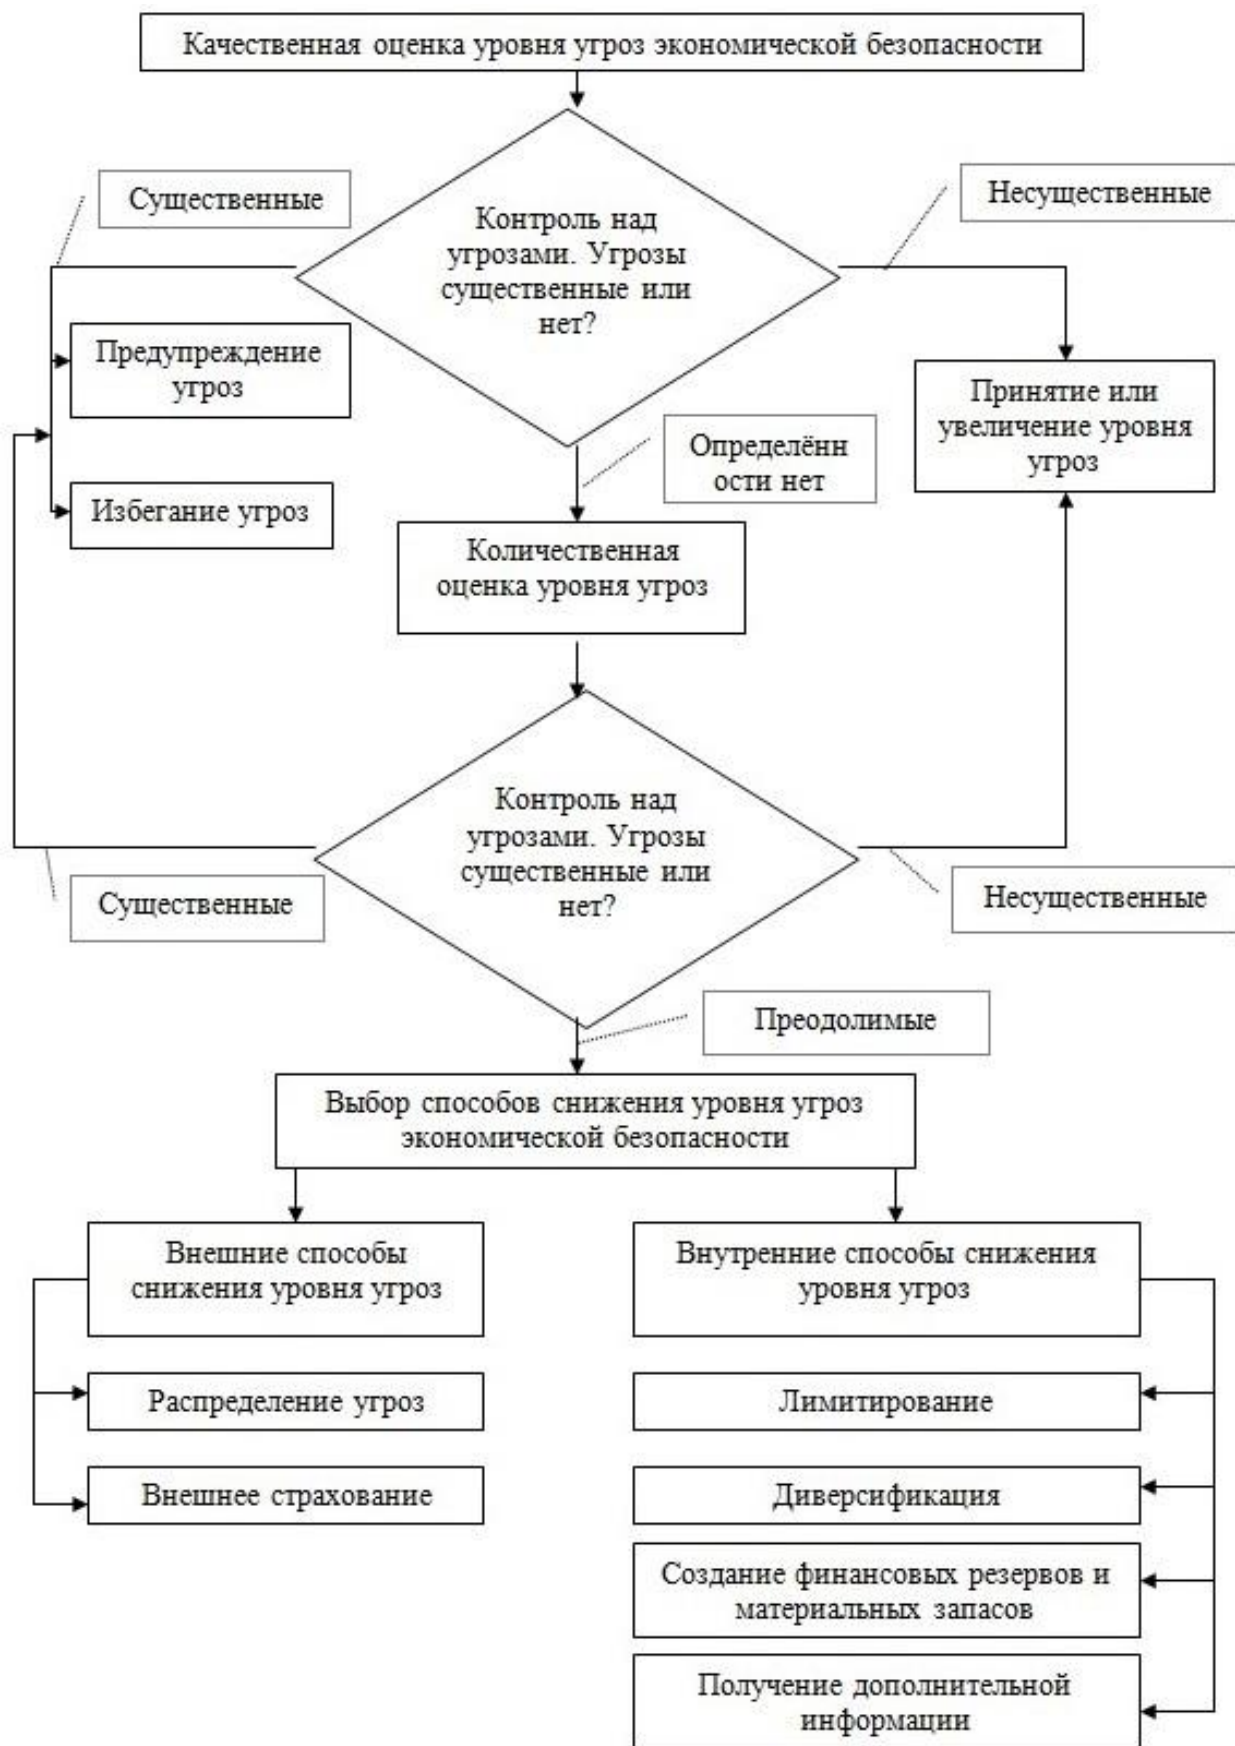 Качественная оценка уровня угроз экономической безопасности
Существенные
Несущественные
Контроль над
угрозами. Угрозы
существенные или
нет?
Предупреждение
угроз
Принятие или
увеличение уровня
угроз
Определённ
ости нет
Избегание угроз
Количественная
оценка уровня угроз
Контроль над
угрозами. Угрозы
существенные или
нет?
Существенные
Несущественные
Преодолимые
Выбор способов снижения уровня угроз
экономической безопасности
Внешние способы
снижения уровня угроз
Распределение угроз
Внешнее страхование
Внутренние способы снижения
уровня угроз
Лимитирование
Диверсификация
Создание финансовых резервов и
материальных запасов
Получение дополнительной
информации